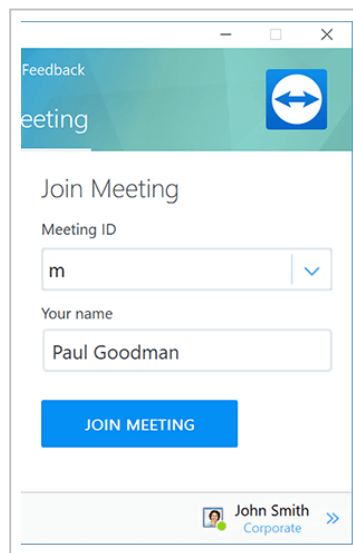 Feedback
eeting
Join Meeting
Meeting ID
m
Your name
Paul Goodman
JOIN MEETING
John Smith
Corporate